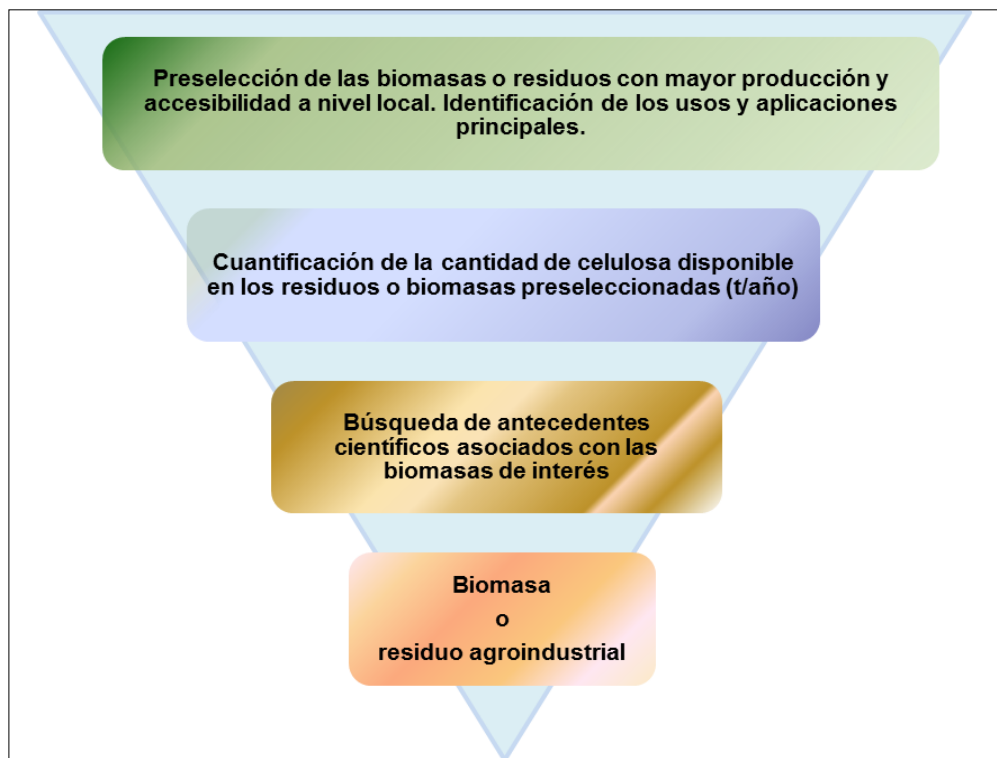 Preselección de las biomasas o residuos con mayor producción y
accesibilidad a nivel local. Identificación de los usos y aplicaciones
principales.
Cuantificación de la cantidad de celulosa disponible
en los residuos o biomasas preseleccionadas (t/año)
Búsqueda de antecedentes
científicos asociados con las
biomasas de interés
Biomasa
o
residuo agroindustrial